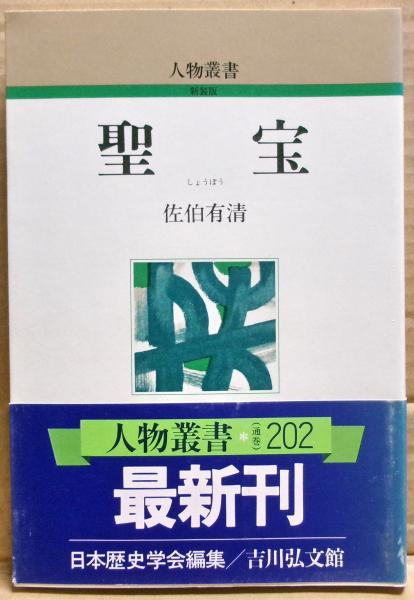 人物叢書
新装版
聖宝
しょうぼう
佐伯有清
人物叢書*(通巻)202
最新刊
日本歴史学会編集/吉川弘文館